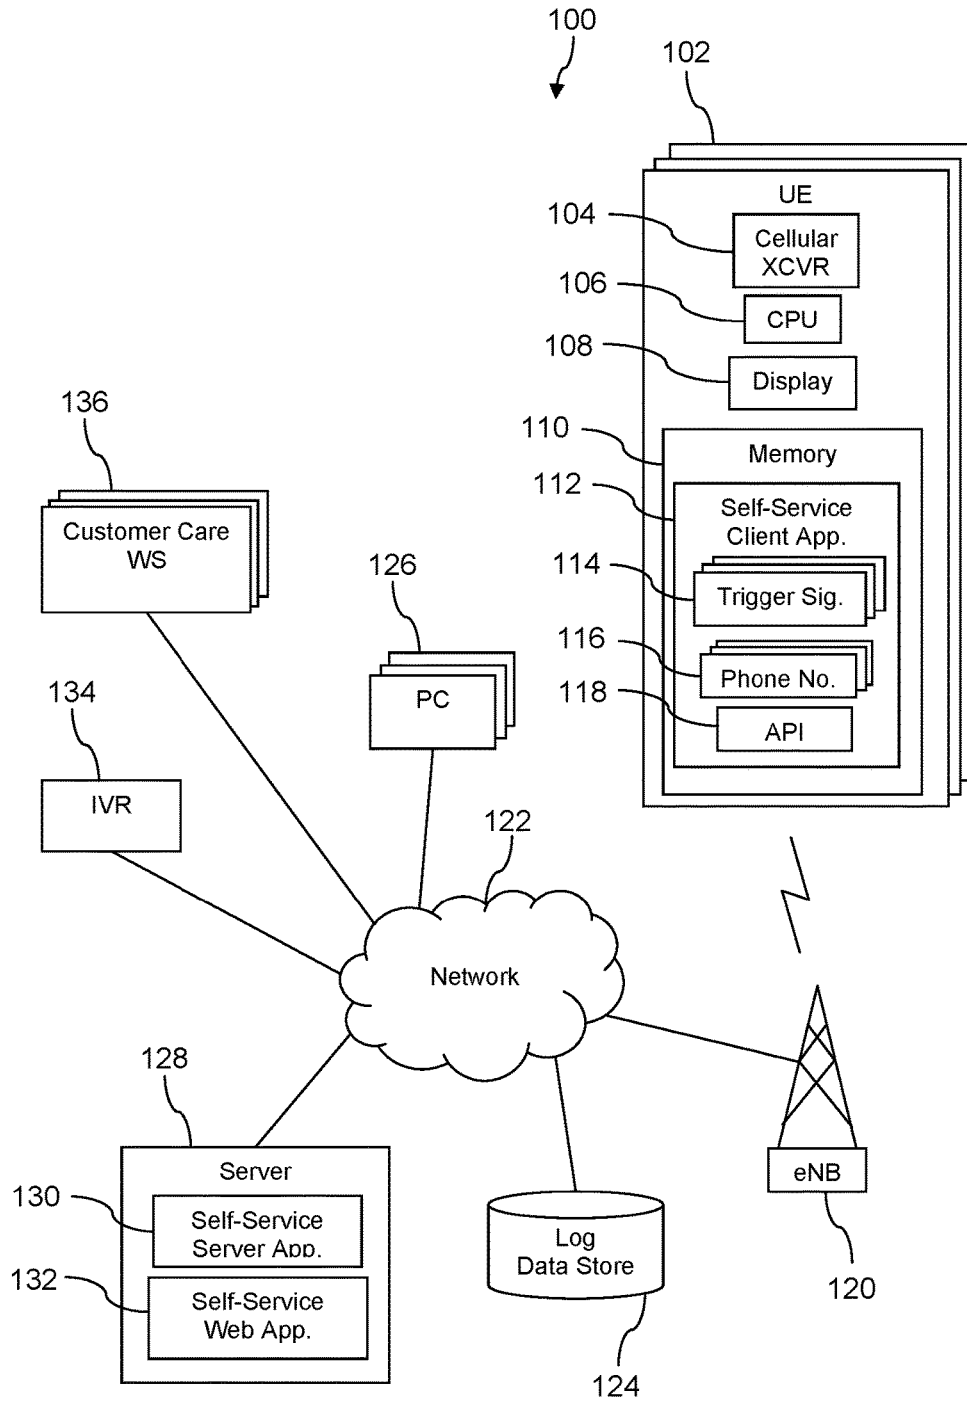 100
102
UE
104
Cellular
XCVR
106
CPU
108
Display
136
110
Memory
112
Self-Service
Client App.
Customer Care
WS
126
114
Trigger Sig.
116
Phone No.
134
PC
118
API
IVR
122
Network
128
Server
eNB
130
Self-Service
Server App.
Log
Data Store
132
Self-Service
Web App.
120
124